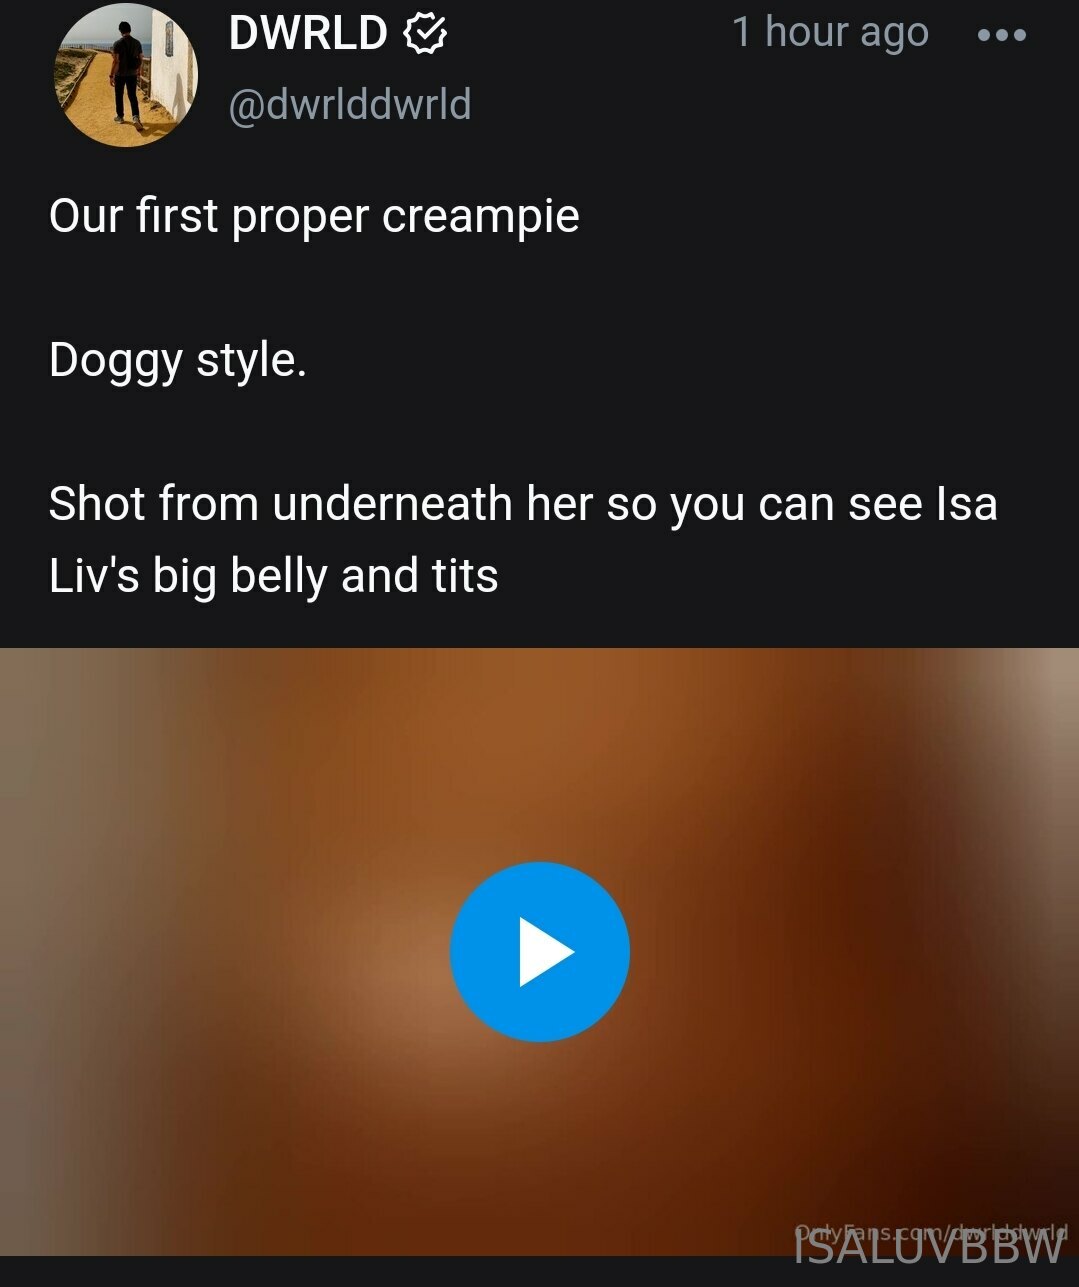 DWRLD
1 hour ago
@dwrlddwrld
Our first proper creampie
Doggy style.
Shot from underneath her so you can see Isa
Liv's big belly and tits
OnlyFans.com/dwrlddwrld
ISALUVBBW